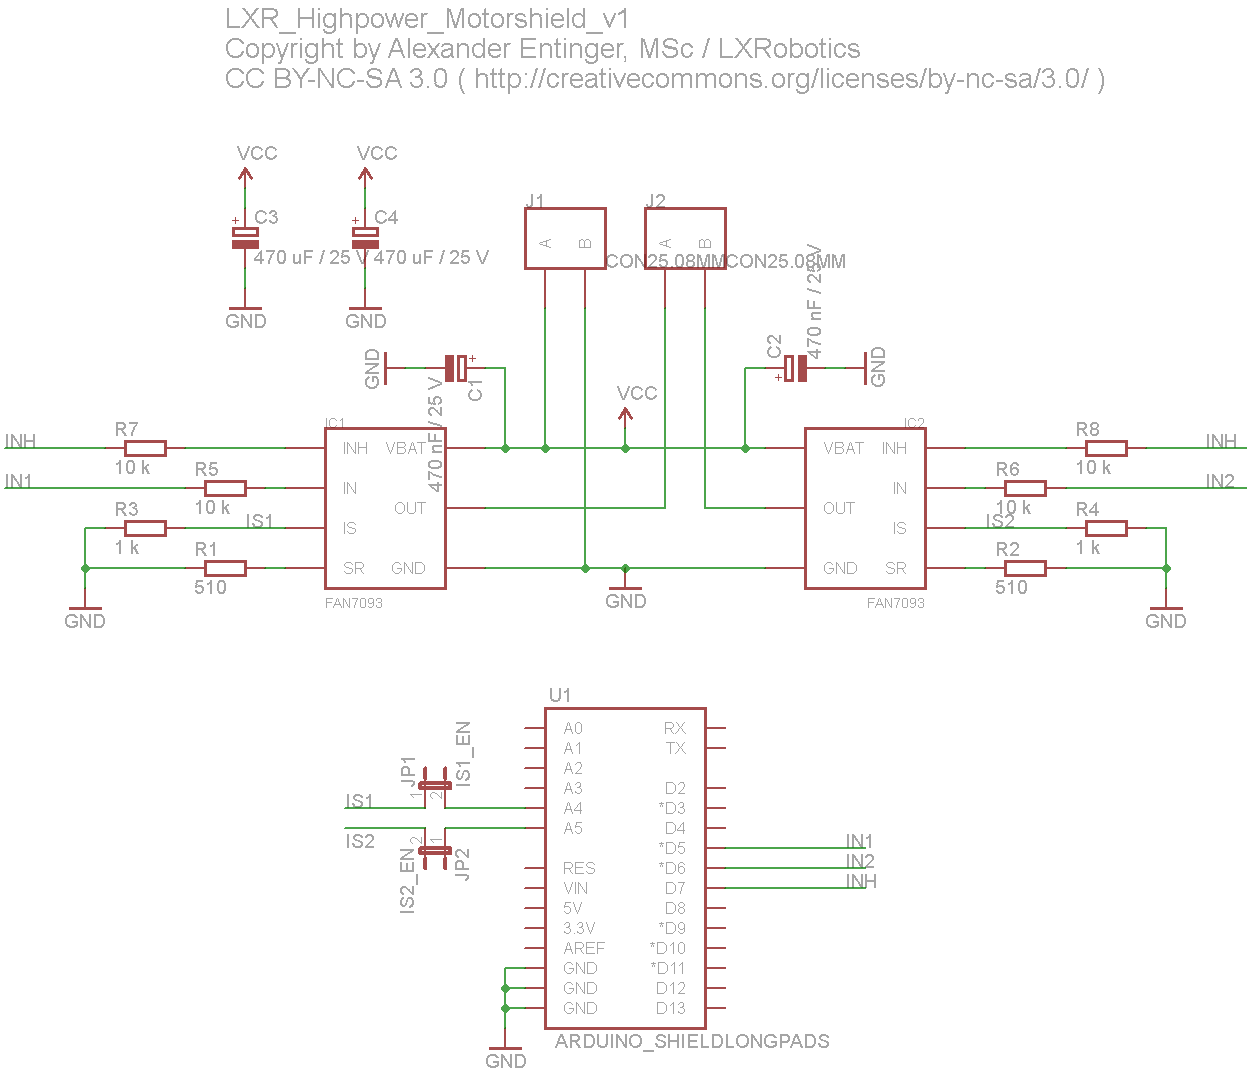 LXR_Highpower_Motorshield_v1
Copyright by Alexander Entinger, MSc / LXRobotics
CC BY-NC-SA 3.0 ( http://creativecommons.org/licenses/by-nc-sa/3.0/ )
VCC
VCC
+
C3
470 uF / 25 V
GND
+
C4
470 uF / 25 V
GND
J1
A
B
CON25.08MM
J2
A
B
CON25.08MM
GND
+
C1
470 nF / 25 V
VCC
C2
+
470 nF / 25V
GND
INH
R7
10 k
IN1
R5
10 k
R3
1 k
IS1
R1
510
GND
IC1
INH
VBAT
IN
OUT
IS
SR
GND
FAN7093
GND
IC2
VBAT
INH
IN
OUT
IS
GND
SR
FAN7093
R8
10 k
INH
R6
10 k
IN2
IS2
R4
1 k
R2
510
GND
U1
A0
RX
A1
TX
A2
A3
D2
A4
*D3
A5
D4
*D5
RES
*D6
VIN
D7
5V
D8
3.3V
*D9
AREF
*D10
GND
*D11
GND
D12
GND
D13
ARDUINO_SHIELDLONGPADS
JP1
1
2
IS1_EN
IS1
IS2
2
1
IS2_EN
JP2
IN1
IN2
INH
GND